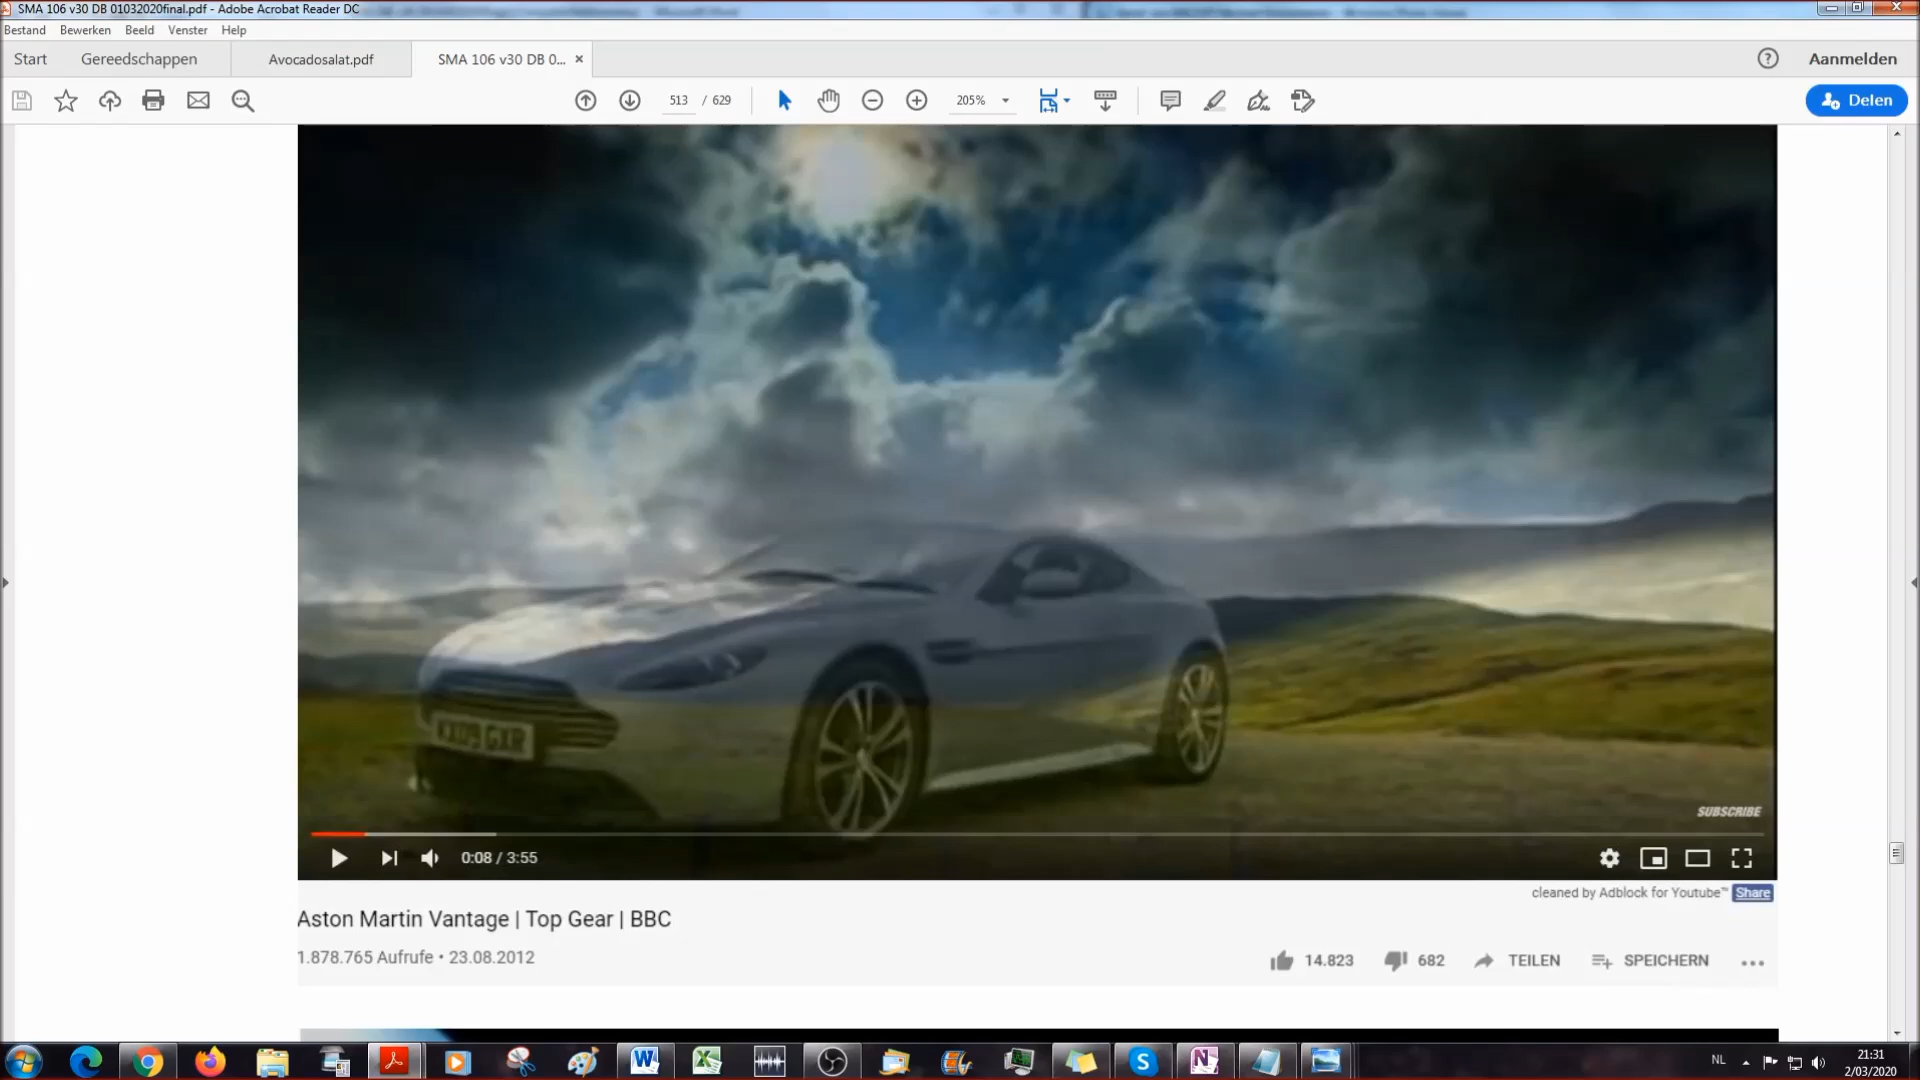 SMA 106 v30 DB 01032020final.pdf - Adobe Acrobat Reader DC
Bestand Bewerken Beeld Venster Help
Start Gereedschappen Avocadosalat.pdf SMA 106 v30 DB 0... × Aanmelden
513 / 629 205% Delen
KX09 GXR
SUBSCRIBE
0:08 / 3:55
cleaned by Adblock for Youtube™ Share
Aston Martin Vantage | Top Gear | BBC
1.878.765 Aufrufe • 23.08.2012 14.823 682 TEILEN SPEICHERN
NL 21:31
2/03/2020